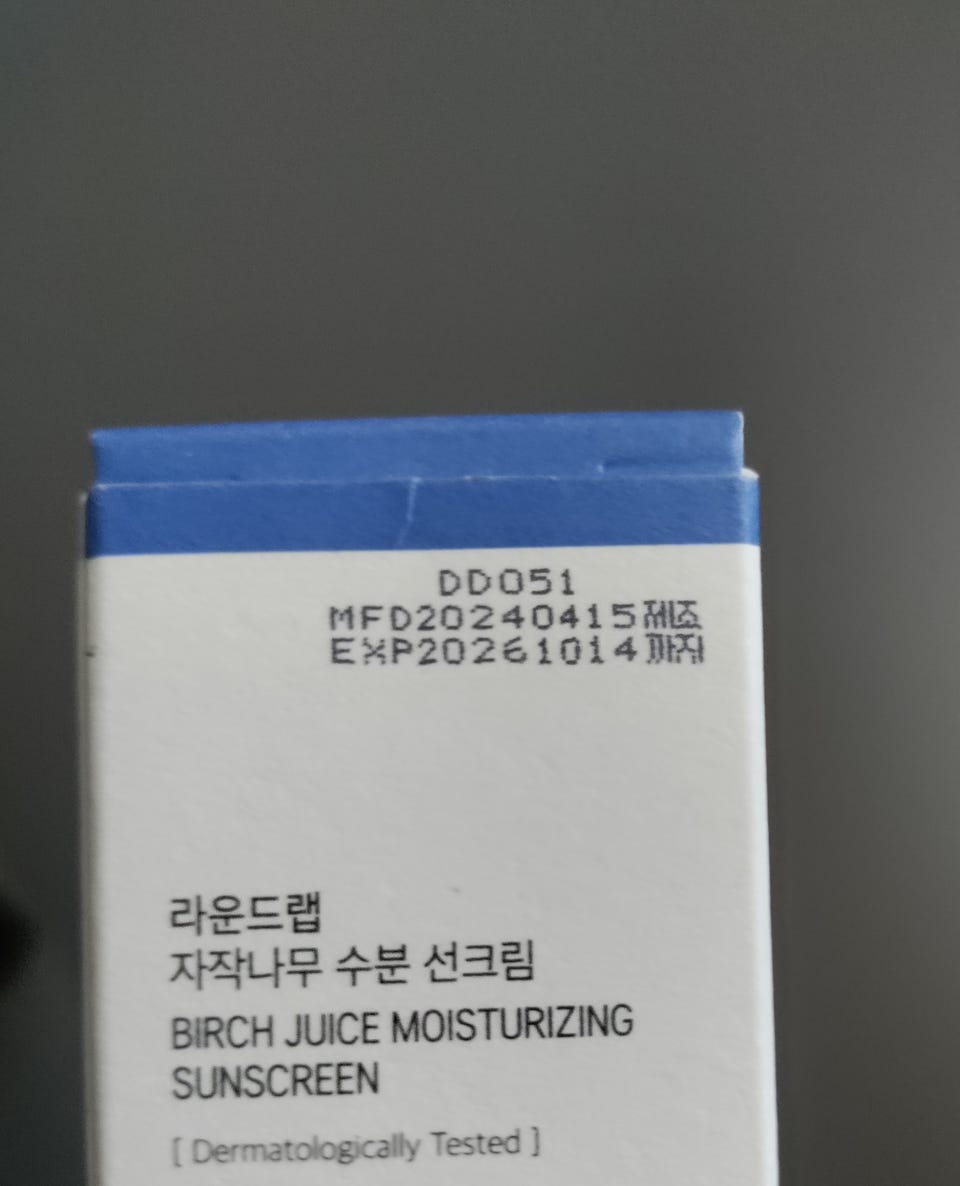 DD051
MFD20240415제조
EXP20261014까지
라운드랩
자작나무 수분 선크림
BIRCH JUICE MOISTURIZING
SUNSCREEN
[ Dermatologically Tested ]